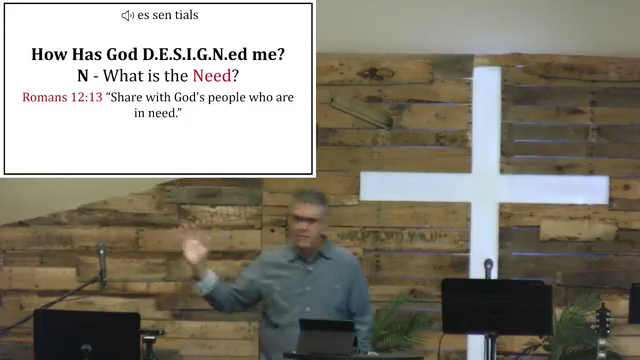 es sen tials
How Has God D.E.S.I.G.N.ed me?
N - What is the Need?
Romans 12:13 “Share with God's people who are
in need.”